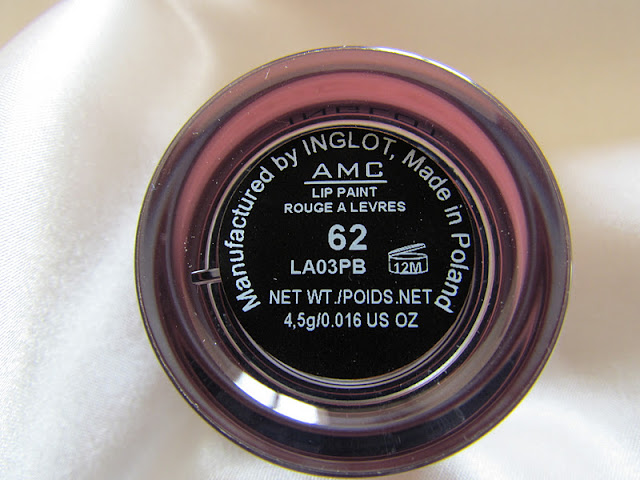 Manufactured by INGLOT, Made in Poland
AMC
LIP PAINT
ROUGE A LEVRES
62
LA03PB
12M
NET WT./POIDS.NET
4,5g/0.016 US OZ
INGLOT